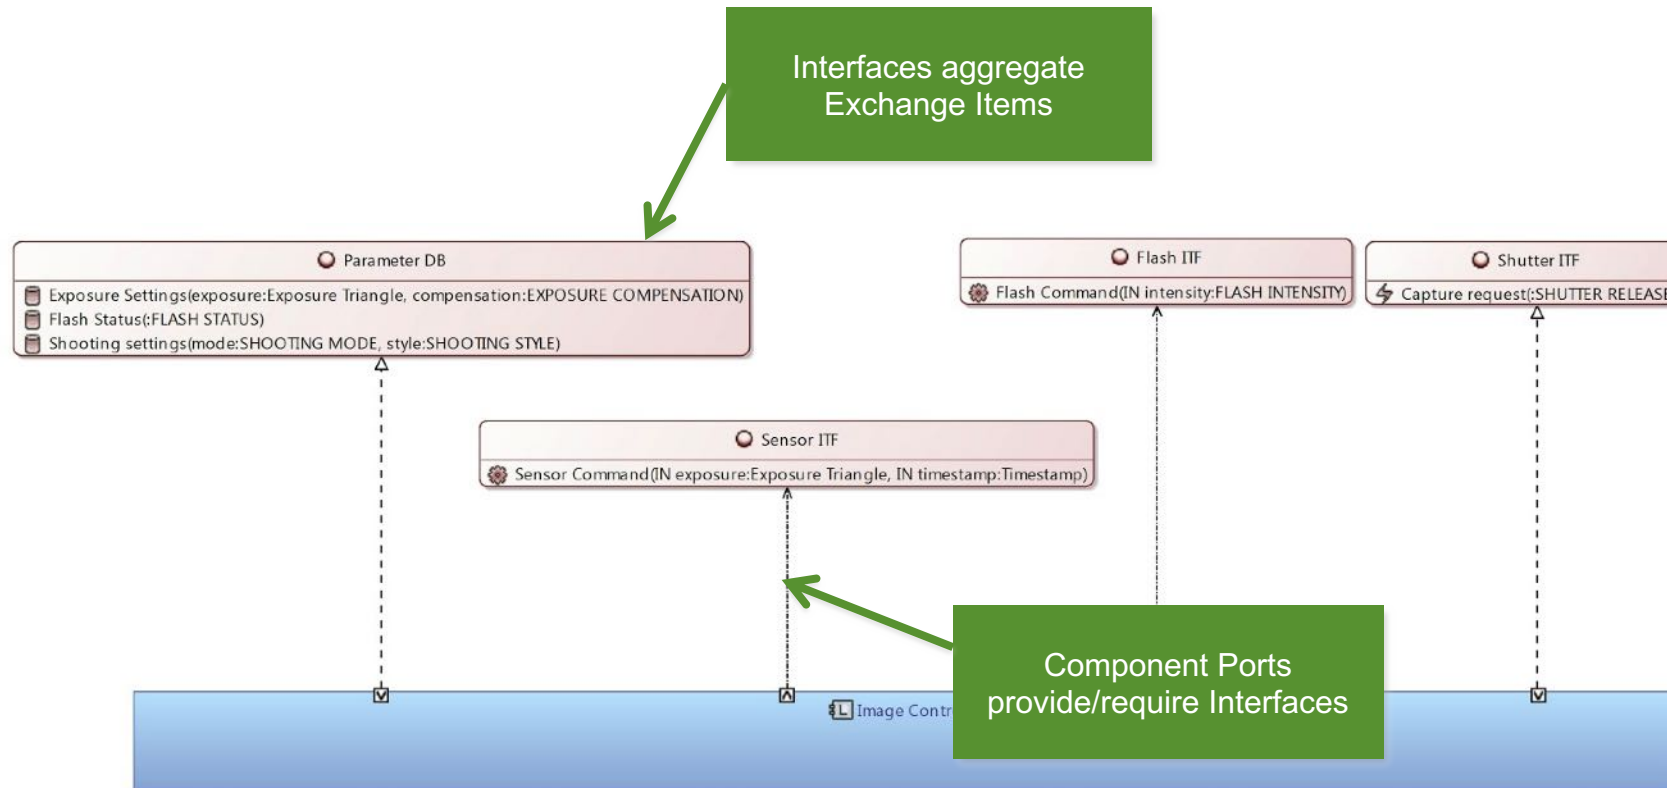 Interfaces aggregate
Exchange Items
Parameter DB
Exposure Settings(exposure:Exposure Triangle, compensation:EXPOSURE COMPENSATION)
Flash Status(:FLASH STATUS)
Shooting settings(mode:SHOOTING MODE, style:SHOOTING STYLE)
Flash ITF
Flash Command(IN intensity:FLASH INTENSITY)
Shutter ITF
Capture request(:SHUTTER RELEASE
Sensor ITF
Sensor Command(IN exposure:Exposure Triangle, IN timestamp:Timestamp)
Component Ports
provide/require Interfaces
L Image Contr